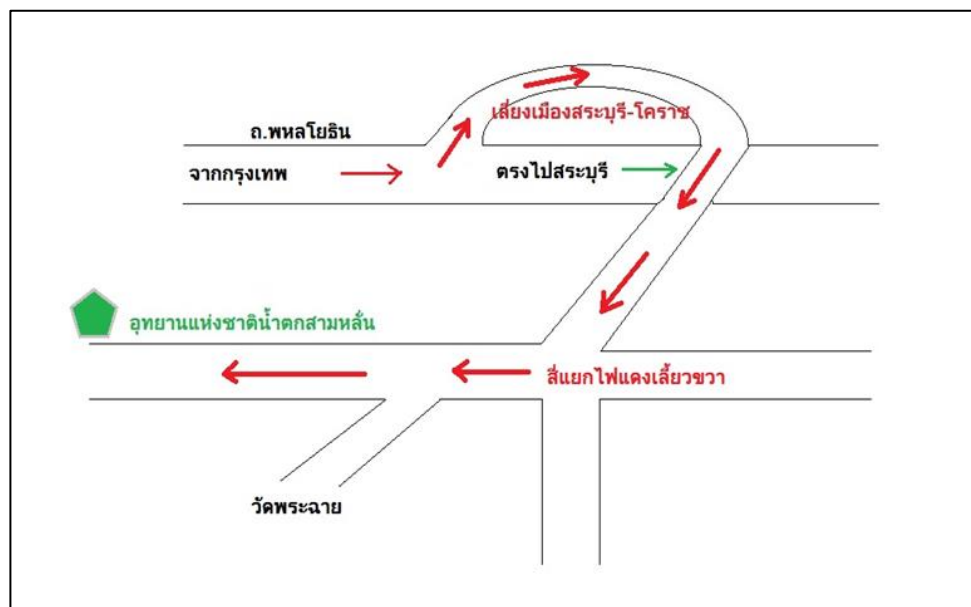 เลี่ยงเมืองสระบุรี-โคราช
ถ.พหลโยธิน
จากกรุงเทพ
ตรงไปสระบุรี
อุทยานแห่งชาติน้ำตกสามหลั่น
สี่แยกไฟแดงเลี้ยวขวา
วัดพระฉาย